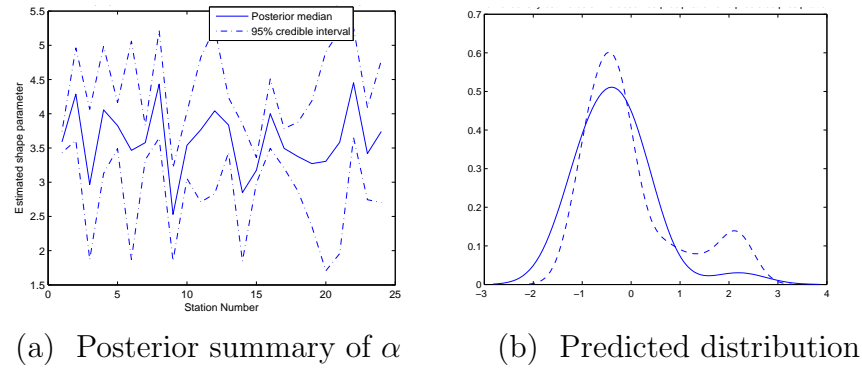 Posterior median
95% credible interval
5.5
5
4.5
4
3.5
3
2.5
2
1.5
Estimated shape parameter
0 5 10 15 20 25
Station Number
0.7
0.6
0.5
0.4
0.3
0.2
0.1
0
−3 −2 −1 0 1 2 3 4
(a) Posterior summary of α
(b) Predicted distribution